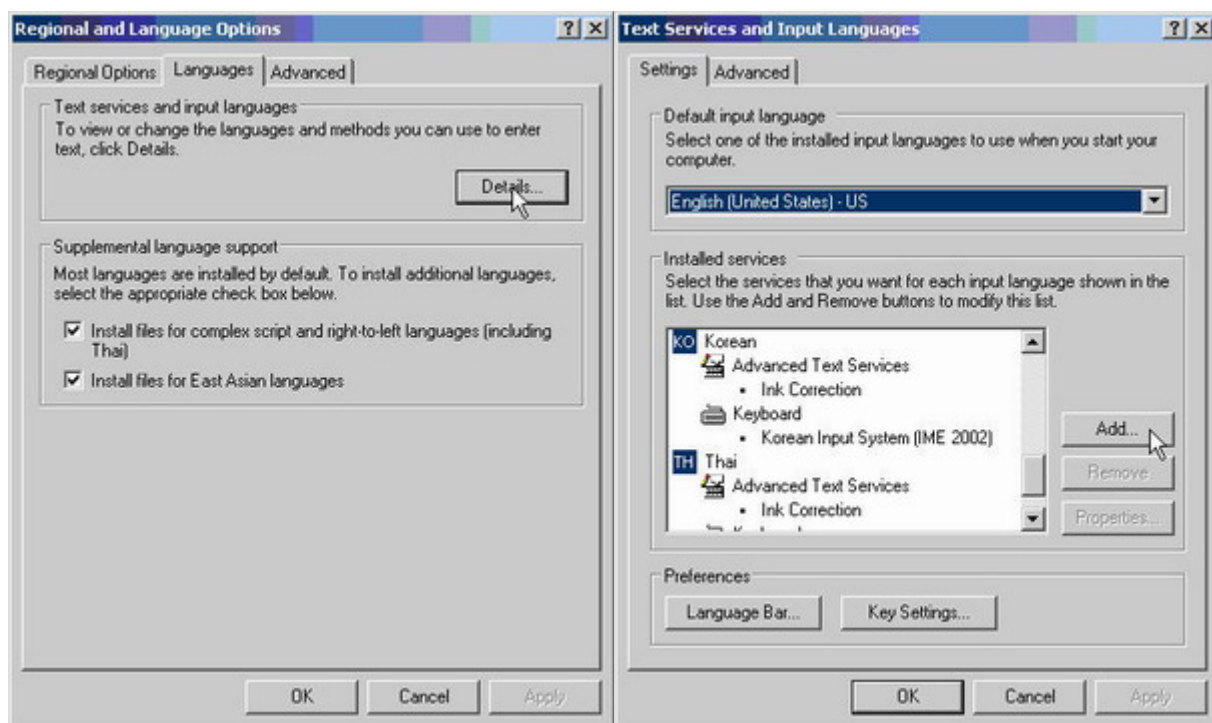 Regional and Language Options
Regional Options Languages Advanced
Text services and input languages
To view or change the languages and methods you can use to enter
text, click Details.
Details...
Supplemental language support
Most languages are installed by default. To install additional languages,
select the appropriate check box below.
Install files for complex script and right-to-left languages (including
Thai)
Install files for East Asian languages
OK Cancel Apply
Text Services and Input Languages
Settings Advanced
Default input language
Select one of the installed input languages to use when you start your
computer.
English (United States) - US
Installed services
Select the services that you want for each input language shown in the
list. Use the Add and Remove buttons to modify this list.
KO Korean
Advanced Text Services
• Ink Correction
Keyboard
• Korean Input System (IME 2002)
TH Thai
Advanced Text Services
• Ink Correction
Add...
Remove
Properties...
Preferences
Language Bar... Key Settings...
OK Cancel Apply